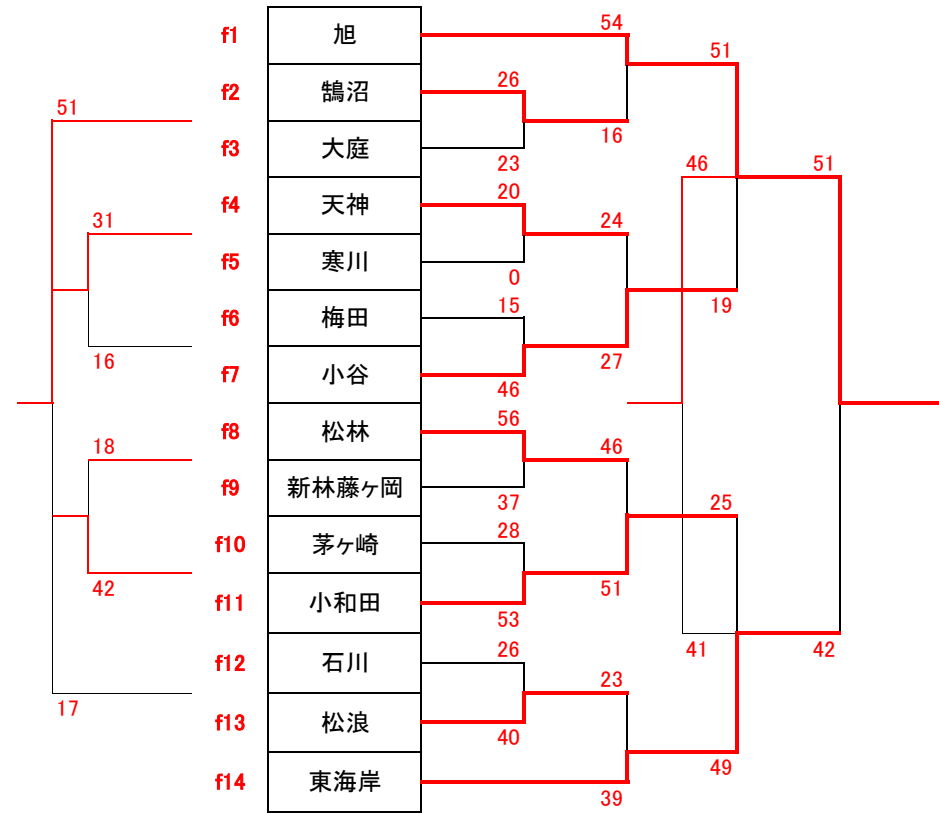 54
f1 旭
51
26
f2 鵠沼
51
16
f3 大庭
23
46 51
20
f4 天神
31 24
f5 寒川
0
15 19
f6 梅田
16 27
f7 小谷
46
56
f8 松林
18 46
f9 新林藤ヶ岡
37 25
28
f10 茅ヶ崎
42 51
f11 小和田
53
26 41 42
f12 石川
23
17
f13 松浪
40
49
f14 東海岸
39